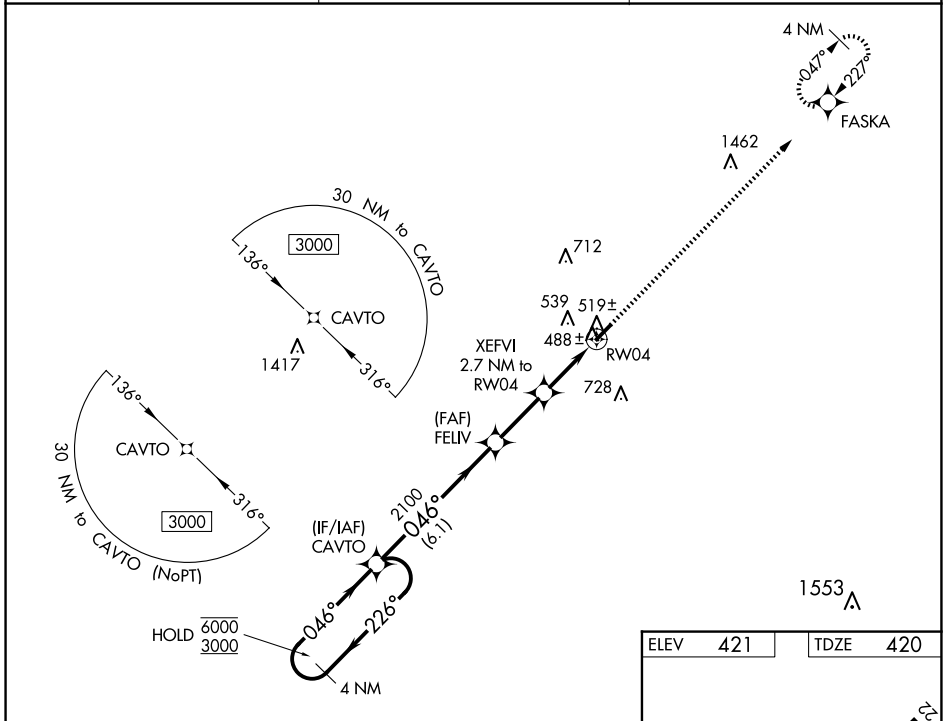 4 NM
047°
227°
FASKA
1462
30 NM to CAVTO
3000
136°
CAVTO
316°
1417
712
539
519±
488±
RW04
XEFVI
2.7 NM to
RW04
728
(FAF)
FELIV
136°
CAVTO
316°
3000
30 NM to CAVTO (NoPT)
2100
046°
(6.1)
(IF/IAF)
CAVTO
046°
226°
HOLD 6000
3000
4 NM
1553
ELEV 421
TDZE 420
22